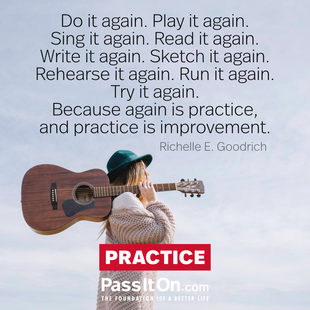 Do it again. Play it again.
Sing it again. Read it again.
Write it again. Sketch it again.
Rehearse it again. Run it again.
Try it again.
Because again is practice,
and practice is improvement.
Richelle E. Goodrich
PRACTICE
PassItOn.com
THE FOUNDATION FOR A BETTER LIFE